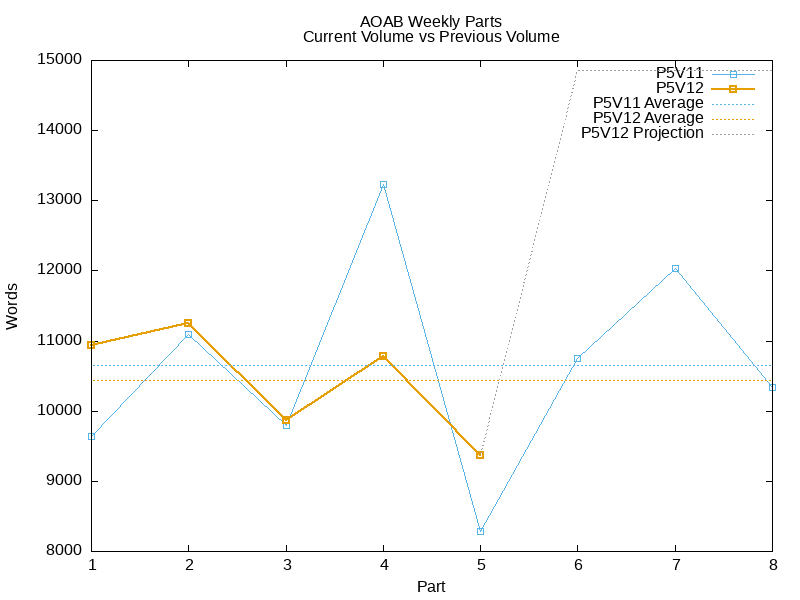 AOAB Weekly Parts
Current Volume vs Previous Volume
15000
14000
13000
12000
11000
10000
9000
8000
Words
P5V11
P5V12
P5V11 Average
P5V12 Average
P5V12 Projection
1 2 3 4 5 6 7 8
Part